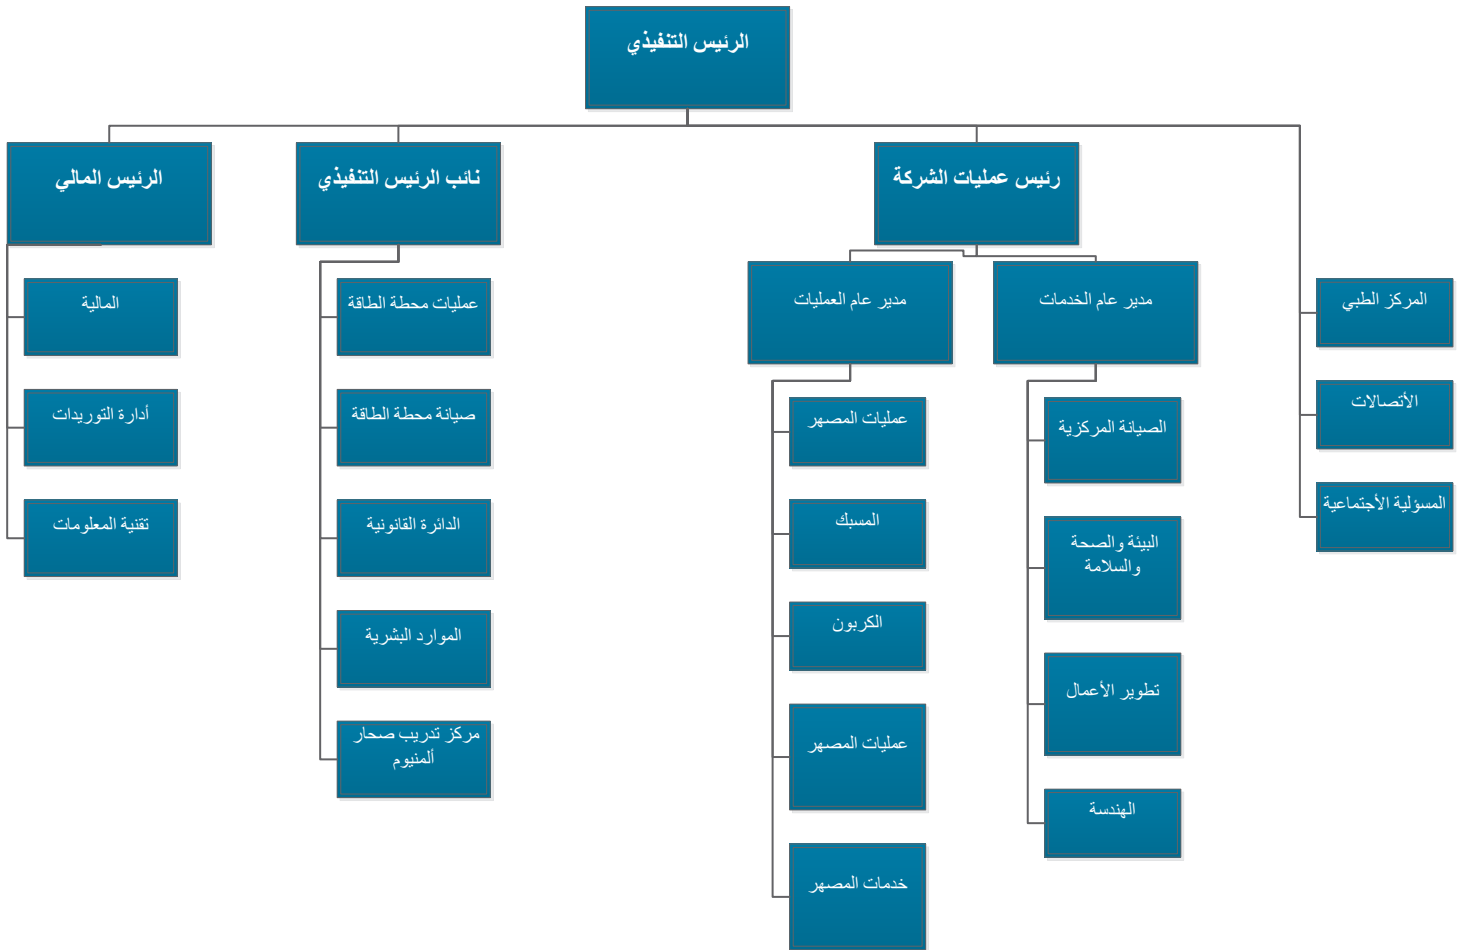 الرئيس التنفيذي
رئيس عمليات الشركة
نائب الرئيس التنفيذي
الرئيس المالي
المركز الطبي
الأتصالات
المسؤلية الأجتماعية
مدير عام الخدمات
الصيانة المركزية
البيئة والصحة
والسلامة
تطوير الأعمال
الهندسة
مدير عام العمليات
عمليات المصهر
المسبك
الكربون
عمليات المصهر
خدمات المصهر
عمليات محطة الطاقة
صيانة محطة الطاقة
الدائرة القانونية
الموارد البشرية
مركز تدريب صحار
ألمنيوم
المالية
أدارة التوريدات
تقنية المعلومات